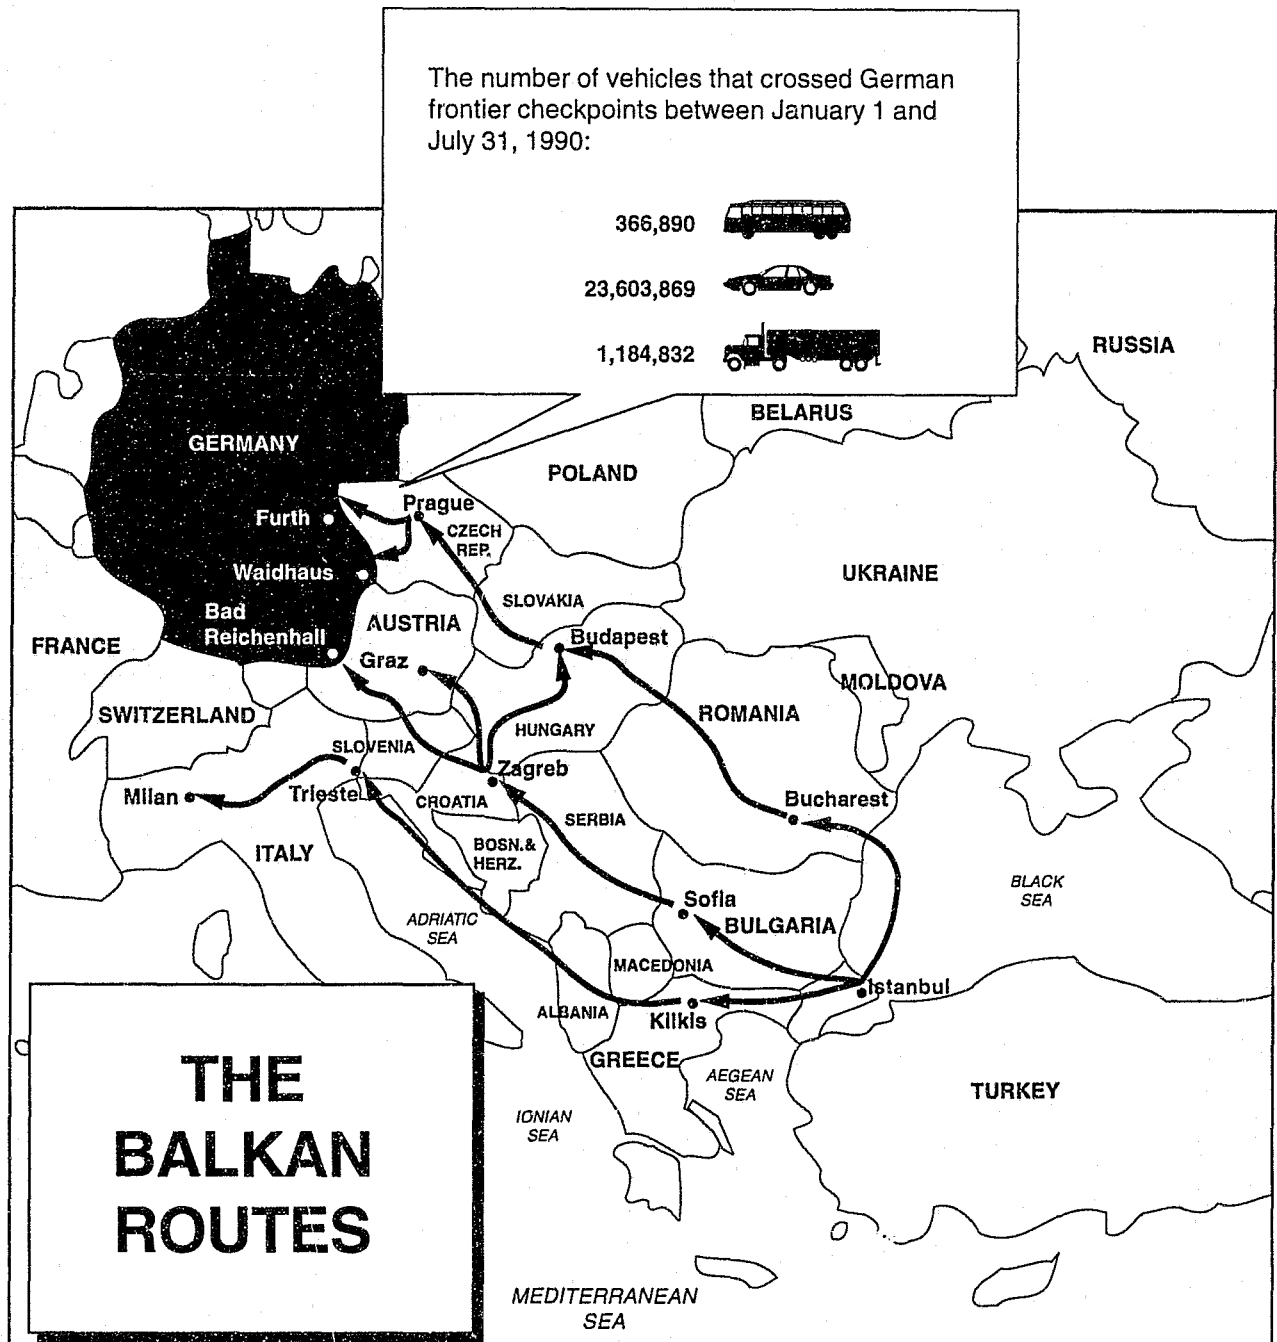 The number of vehicles that crossed German
frontier checkpoints between January 1 and
July 31, 1990:
366,890
23,603,869
1,184,832
RUSSIA
BELARUS
GERMANY
POLAND
Furth
Prague
CZECH
REP.
Waidhaus
UKRAINE
SLOVAKIA
Bad
Reichenhall
AUSTRIA
FRANCE
Budapest
Graz
MOLDOVA
SWITZERLAND
ROMANIA
HUNGARY
SLOVENIA
Zagreb
Milan
Trieste
CROATIA
Bucharest
SERBIA
ITALY
BOSN.&
HERZ.
BLACK
SEA
Sofia
ADRIATIC
SEA
BULGARIA
MACEDONIA
Istanbul
ALBANIA
Kilkis
GREECE
AEGEAN
SEA
TURKEY
IONIAN
SEA
THE
BALKAN
ROUTES
MEDITERRANEAN
SEA